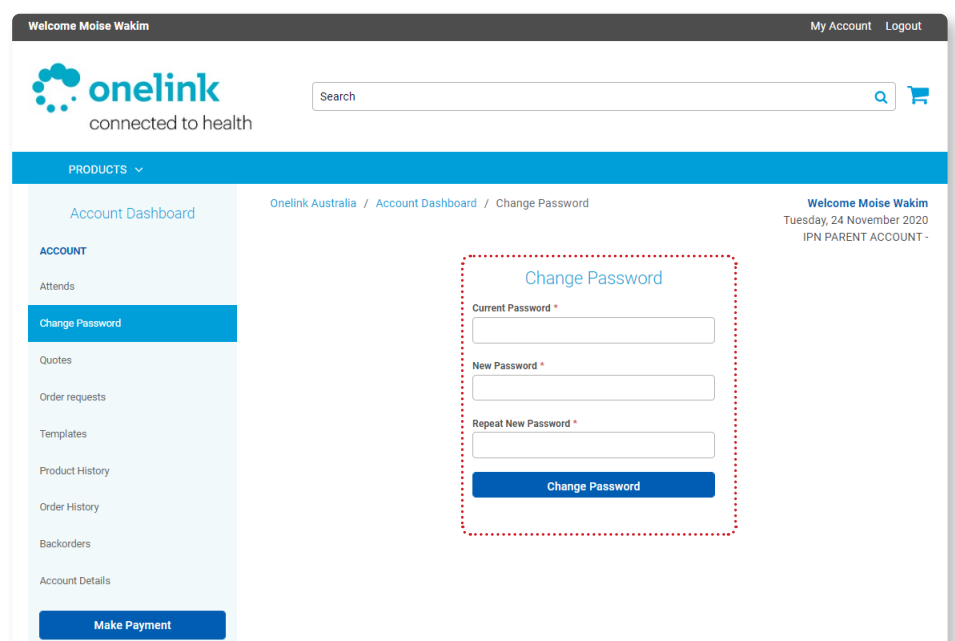 Welcome Moise Wakim
My Account Logout
onelink
connected to health
Search
PRODUCTS
Account Dashboard
ACCOUNT
Attends
Change Password
Quotes
Order requests
Templates
Product History
Order History
Backorders
Account Details
Make Payment
Onelink Australia / Account Dashboard / Change Password
Welcome Moise Wakim
Tuesday, 24 November 2020
IPN PARENT ACCOUNT -
Change Password
Current Password *
New Password *
Repeat New Password *
Change Password